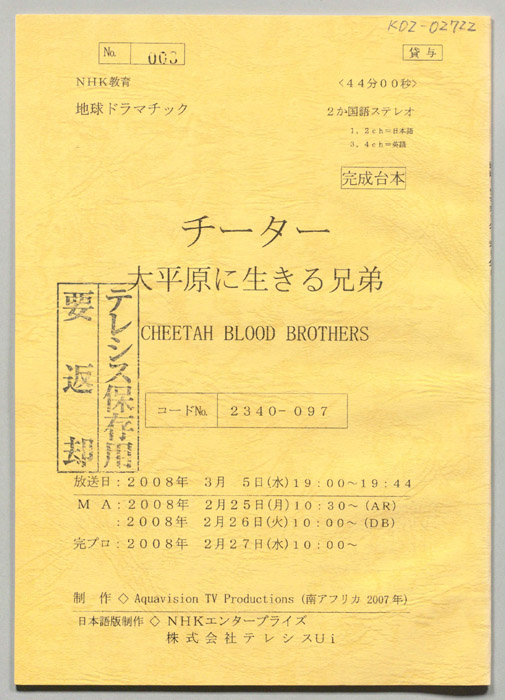 K02-02722
No. 003
貸与
NHK教育
<44分00秒>
地球ドラマチック
2か国語ステレオ
1, 2ch=日本語
3, 4ch=英語
完成台本
チーター
大平原に生きる兄弟
CHEETAH BLOOD BROTHERS
テレシス保存用
要返却
コードNo. 2340-097
放送日:2008年 3月 5日(水)19:00~19:44
MA:2008年 2月25日(月)10:30~(AR)
:2008年 2月26日(火)10:00~(DB)
完プロ:2008年 2月27日(水)10:00~
制 作 ◇ Aquavision TV Productions (南アフリカ 2007年)
日本語版制作 ◇ NHKエンタープライズ
株式会社テレシスUi